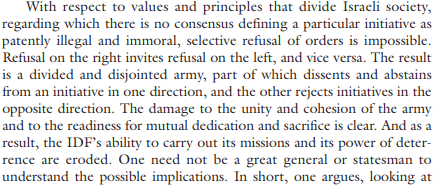 With respect to values and principles that divide Israeli society,
regarding which there is no consensus defining a particular initiative as
patently illegal and immoral, selective refusal of orders is impossible.
Refusal on the right invites refusal on the left, and vice versa. The result
is a divided and disjointed army, part of which dissents and abstains
from an initiative in one direction, and the other rejects initiatives in the
opposite direction. The damage to the unity and cohesion of the army
and to the readiness for mutual dedication and sacrifice is clear. And as a
result, the IDF's ability to carry out its missions and its power of deter-
rence are eroded. One need not be a great general or statesman to
understand the possible implications. In short, one argues, looking at